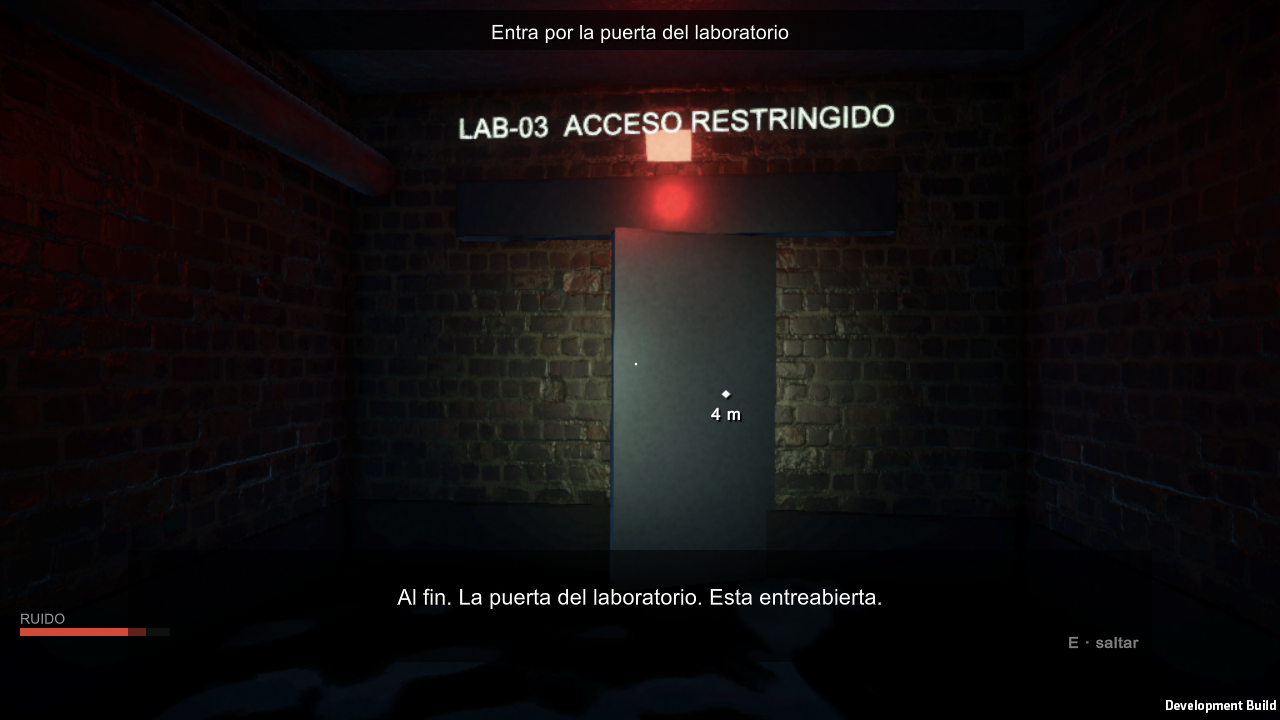 Entra por la puerta del laboratorio
LAB-03 ACCESO RESTRINGIDO
4 m
Al fin. La puerta del laboratorio. Esta entreabierta.
RUIDO
E · saltar
Development Build